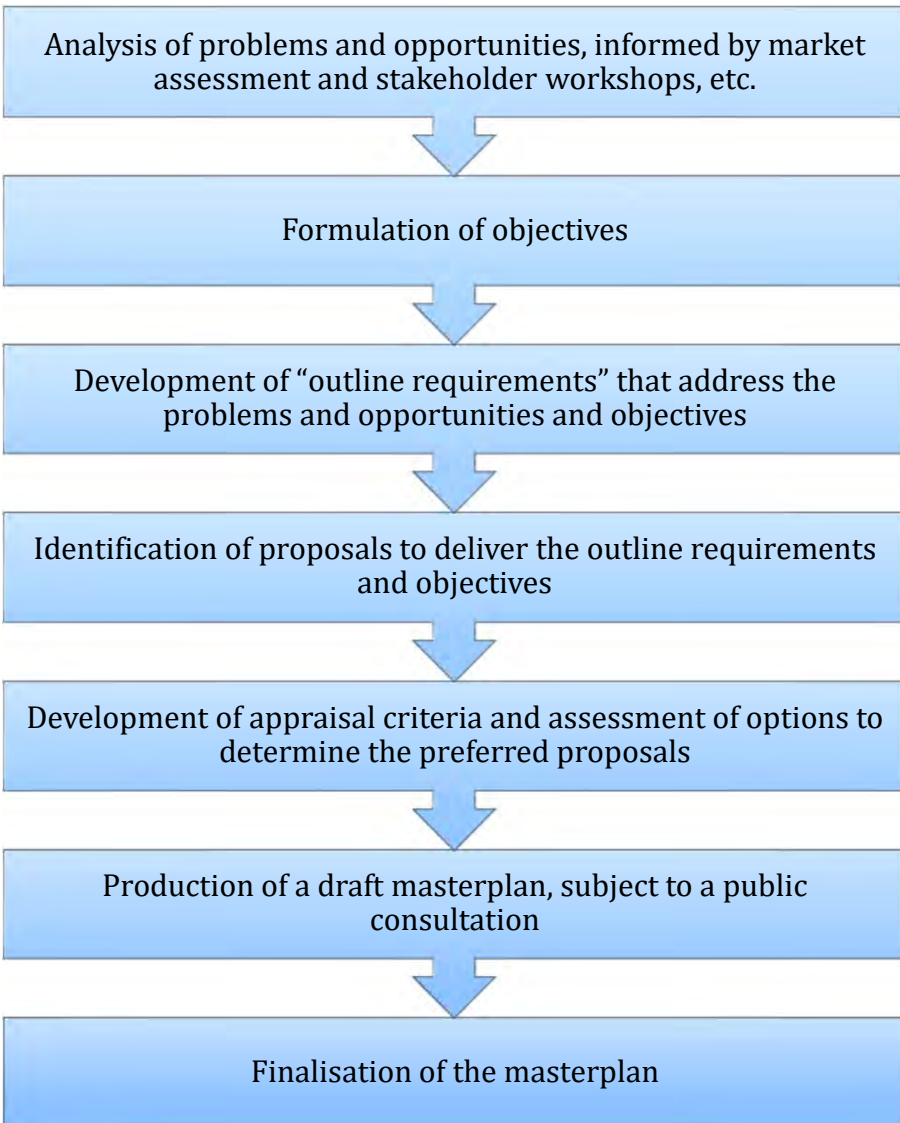 Analysis of problems and opportunities, informed by market
assessment and stakeholder workshops, etc.
Formulation of objectives
Development of “outline requirements” that address the
problems and opportunities and objectives
Identification of proposals to deliver the outline requirements
and objectives
Development of appraisal criteria and assessment of options to
determine the preferred proposals
Production of a draft masterplan, subject to a public
consultation
Finalisation of the masterplan